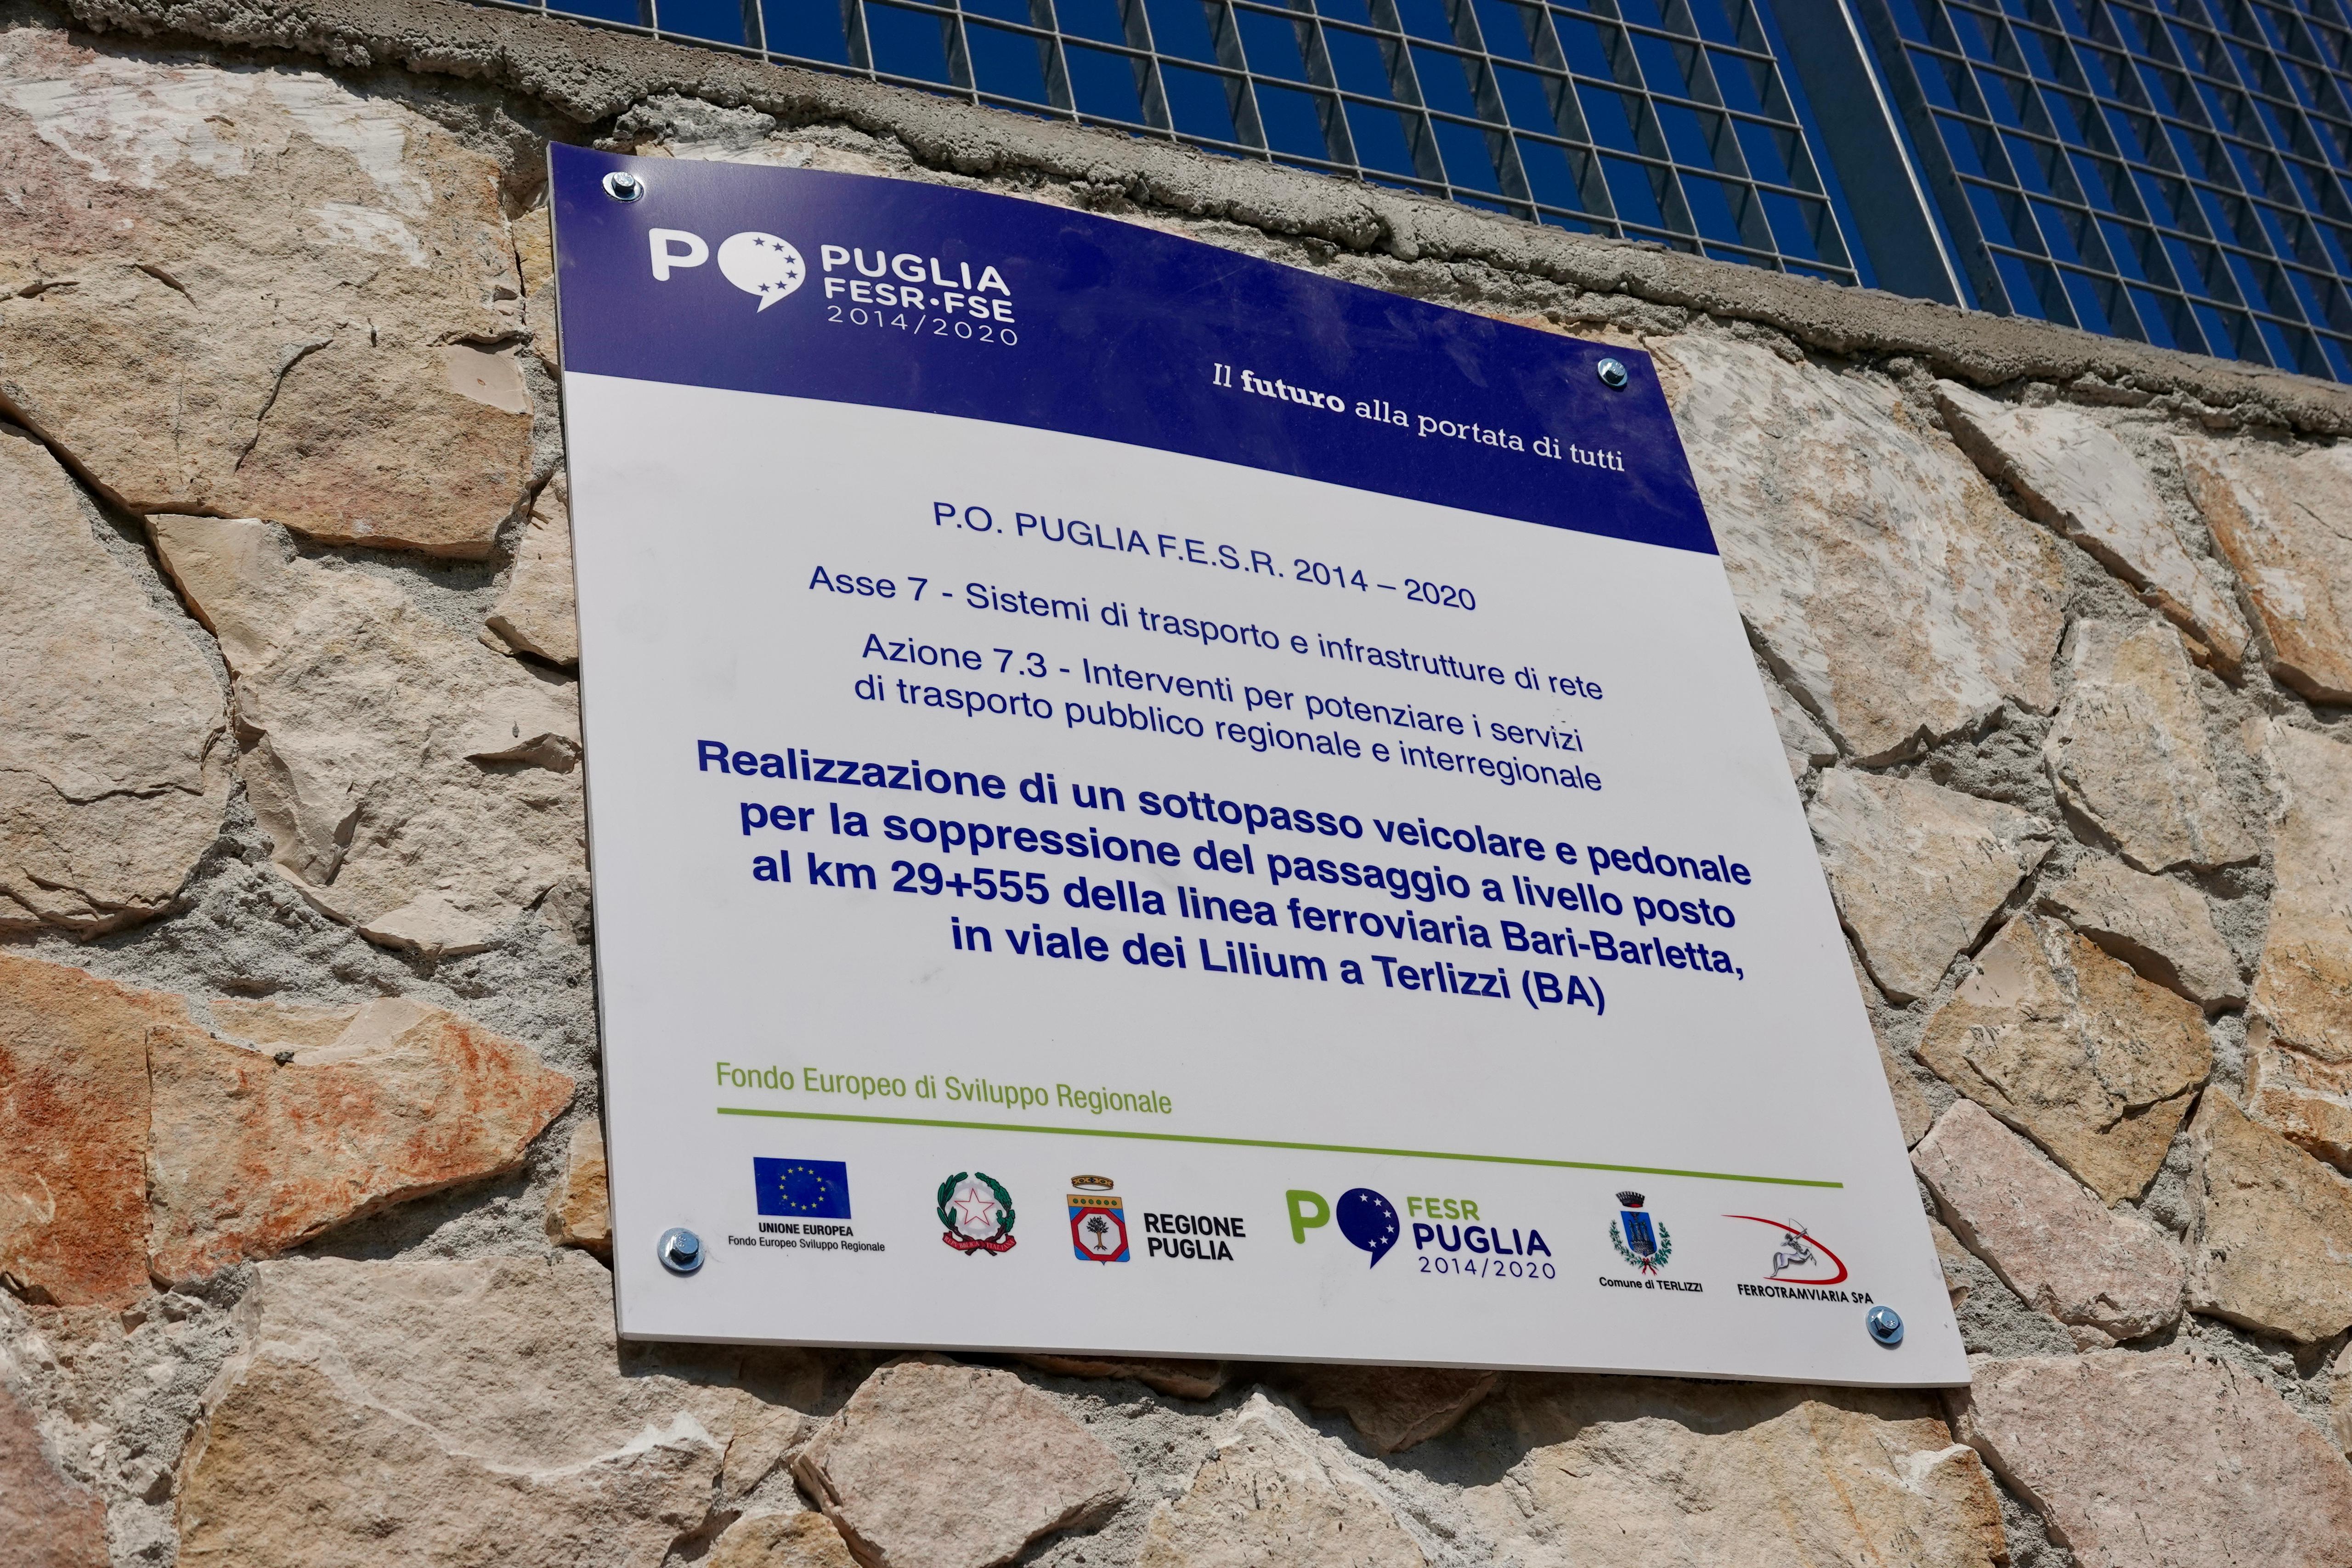 PO PUGLIA
FESR•FSE
2014/2020
Il futuro alla portata di tutti
P.O. PUGLIA F.E.S.R. 2014 – 2020
Asse 7 - Sistemi di trasporto e infrastrutture di rete
Azione 7.3 - Interventi per potenziare i servizi
di trasporto pubblico regionale e interregionale
Realizzazione di un sottopasso veicolare e pedonale
per la soppressione del passaggio a livello posto
al km 29+555 della linea ferroviaria Bari-Barletta,
in viale dei Lilium a Terlizzi (BA)
Fondo Europeo di Sviluppo Regionale
UNIONE EUROPEA
Fondo Europeo Sviluppo Regionale
REPVBBLICA ITALIANA
REGIONE
PUGLIA
PO FESR
PUGLIA
2014/2020
Comune di TERLIZZI
FERROTRAMVIARIA SPA